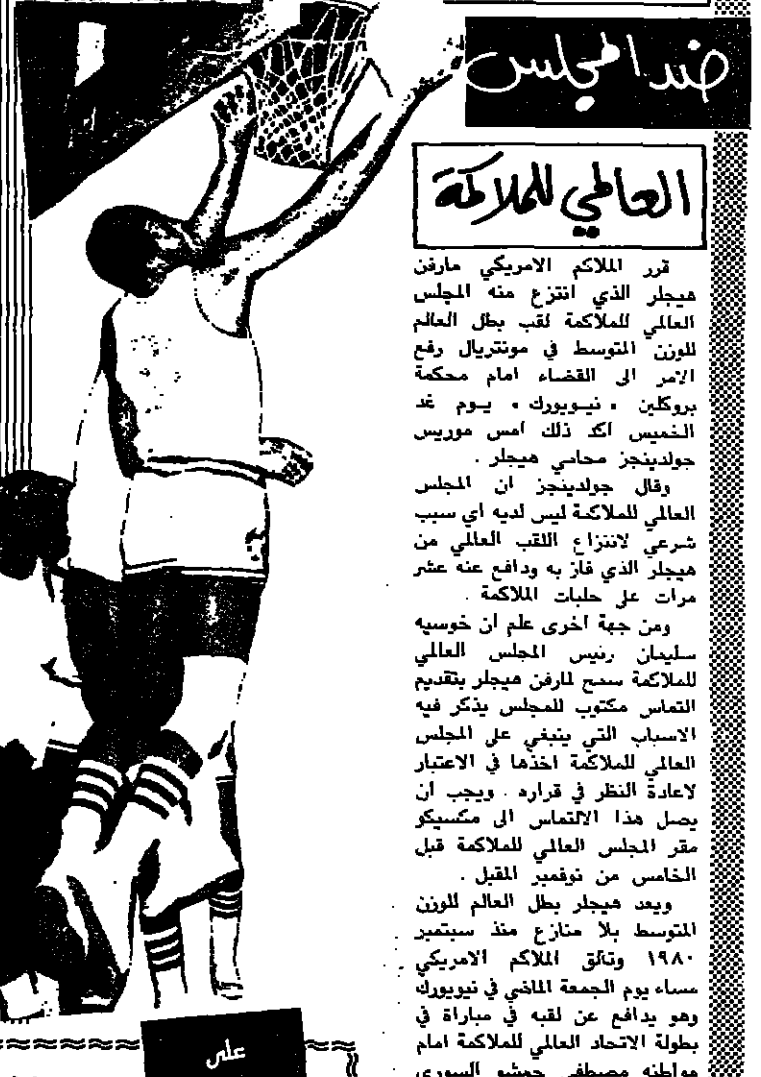 ضد المجلس
العالمي للملاكمة
قرر الملاكم الامريكي مارفن
هيجلر الذي انتزع منه المجلس
العالمي للملاكمة لقب بطل العالم
للوزن المتوسط في مونتريال رفع
الامر الى القضاء امام محكمة
بروكلين « نيويورك » يوم غد
الخميس اكد ذلك امس موريس
جولدينجز محامي هيجلر .
وقال جولدينجز ان المجلس
العالمي للملاكمة ليس لديه اي سبب
شرعي لانتزاع اللقب العالمي من
هيجلر الذي فاز به ودافع عنه عشر
مرات على حلبات الملاكمة .
ومن جهة اخرى علم ان خوسيه
سليمان رئيس المجلس العالمي
للملاكمة سمح لمارفن هيجلر بتقديم
التماس مكتوب للمجلس يذكر فيه
الاسباب التي ينبغي على المجلس
العالمي للملاكمة اخذها في الاعتبار
لاعادة النظر في قراره . ويجب ان
يصل هذا الالتماس الى مكسيكو
مقر المجلس العالمي للملاكمة قبل
الخامس من نوفمبر المقبل .
ويعد هيجلر بطل العالم للوزن
المتوسط بلا منازع منذ سبتمبر
١٩٨٠ وتالق الملاكم الامريكي
مساء يوم الجمعة الماضي في نيويورك
وهو يدافع عن لقبه في مباراة في
بطولة الاتحاد العالمي للملاكمة امام
مواطنه مصطفى حمشو السوري
على